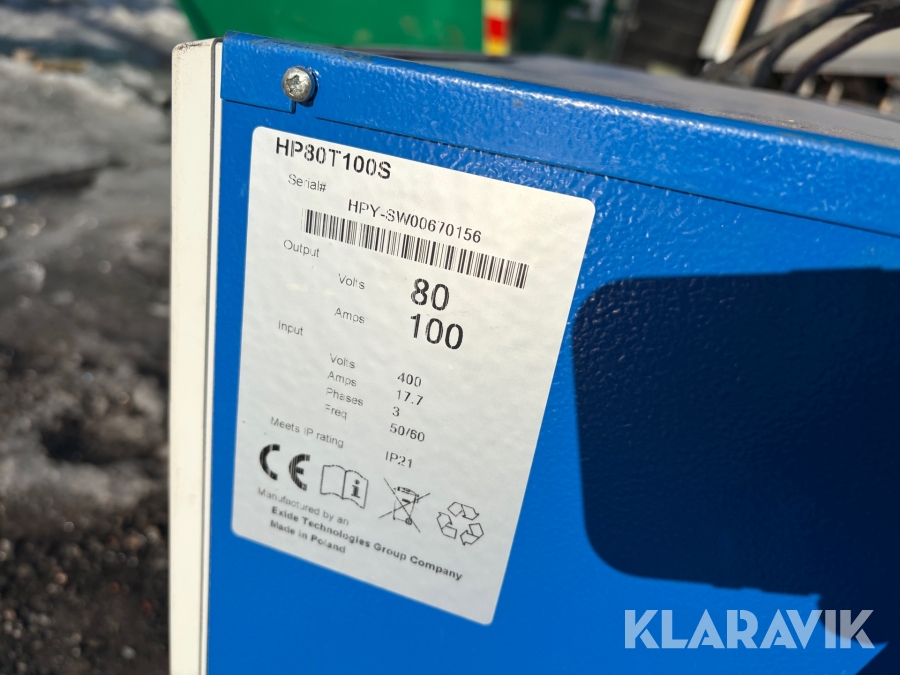 HP80T100S
Serial#
HPY-SW00670156
Output
Volts 80
Amps 100
Input
Volts 400
Amps 17.7
Phases 3
Freq 50/60
Meets IP rating IP21
CE
Manufactured by an
Exide Technologies Group Company
Made in Poland
KLARAVIK